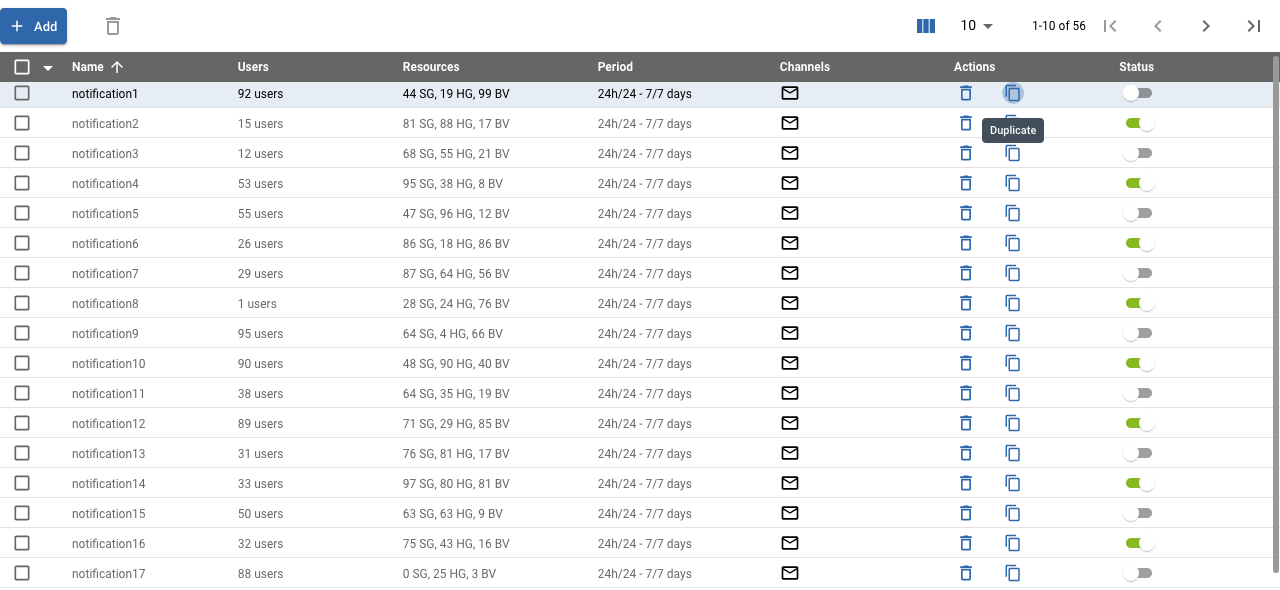 Add 10 1-10 of 56
Name Users Resources Period Channels Actions Status
notification1 92 users 44 SG, 19 HG, 99 BV 24h/24 - 7/7 days
notification2 15 users 81 SG, 88 HG, 17 BV 24h/24 - 7/7 days
Duplicate
notification3 12 users 68 SG, 55 HG, 21 BV 24h/24 - 7/7 days
notification4 53 users 95 SG, 38 HG, 8 BV 24h/24 - 7/7 days
notification5 55 users 47 SG, 96 HG, 12 BV 24h/24 - 7/7 days
notification6 26 users 86 SG, 18 HG, 86 BV 24h/24 - 7/7 days
notification7 29 users 87 SG, 64 HG, 56 BV 24h/24 - 7/7 days
notification8 1 users 28 SG, 24 HG, 76 BV 24h/24 - 7/7 days
notification9 95 users 64 SG, 4 HG, 66 BV 24h/24 - 7/7 days
notification10 90 users 48 SG, 90 HG, 40 BV 24h/24 - 7/7 days
notification11 38 users 64 SG, 35 HG, 19 BV 24h/24 - 7/7 days
notification12 89 users 71 SG, 29 HG, 85 BV 24h/24 - 7/7 days
notification13 31 users 76 SG, 81 HG, 17 BV 24h/24 - 7/7 days
notification14 33 users 97 SG, 80 HG, 81 BV 24h/24 - 7/7 days
notification15 50 users 63 SG, 63 HG, 9 BV 24h/24 - 7/7 days
notification16 32 users 75 SG, 43 HG, 16 BV 24h/24 - 7/7 days
notification17 88 users 0 SG, 25 HG, 3 BV 24h/24 - 7/7 days